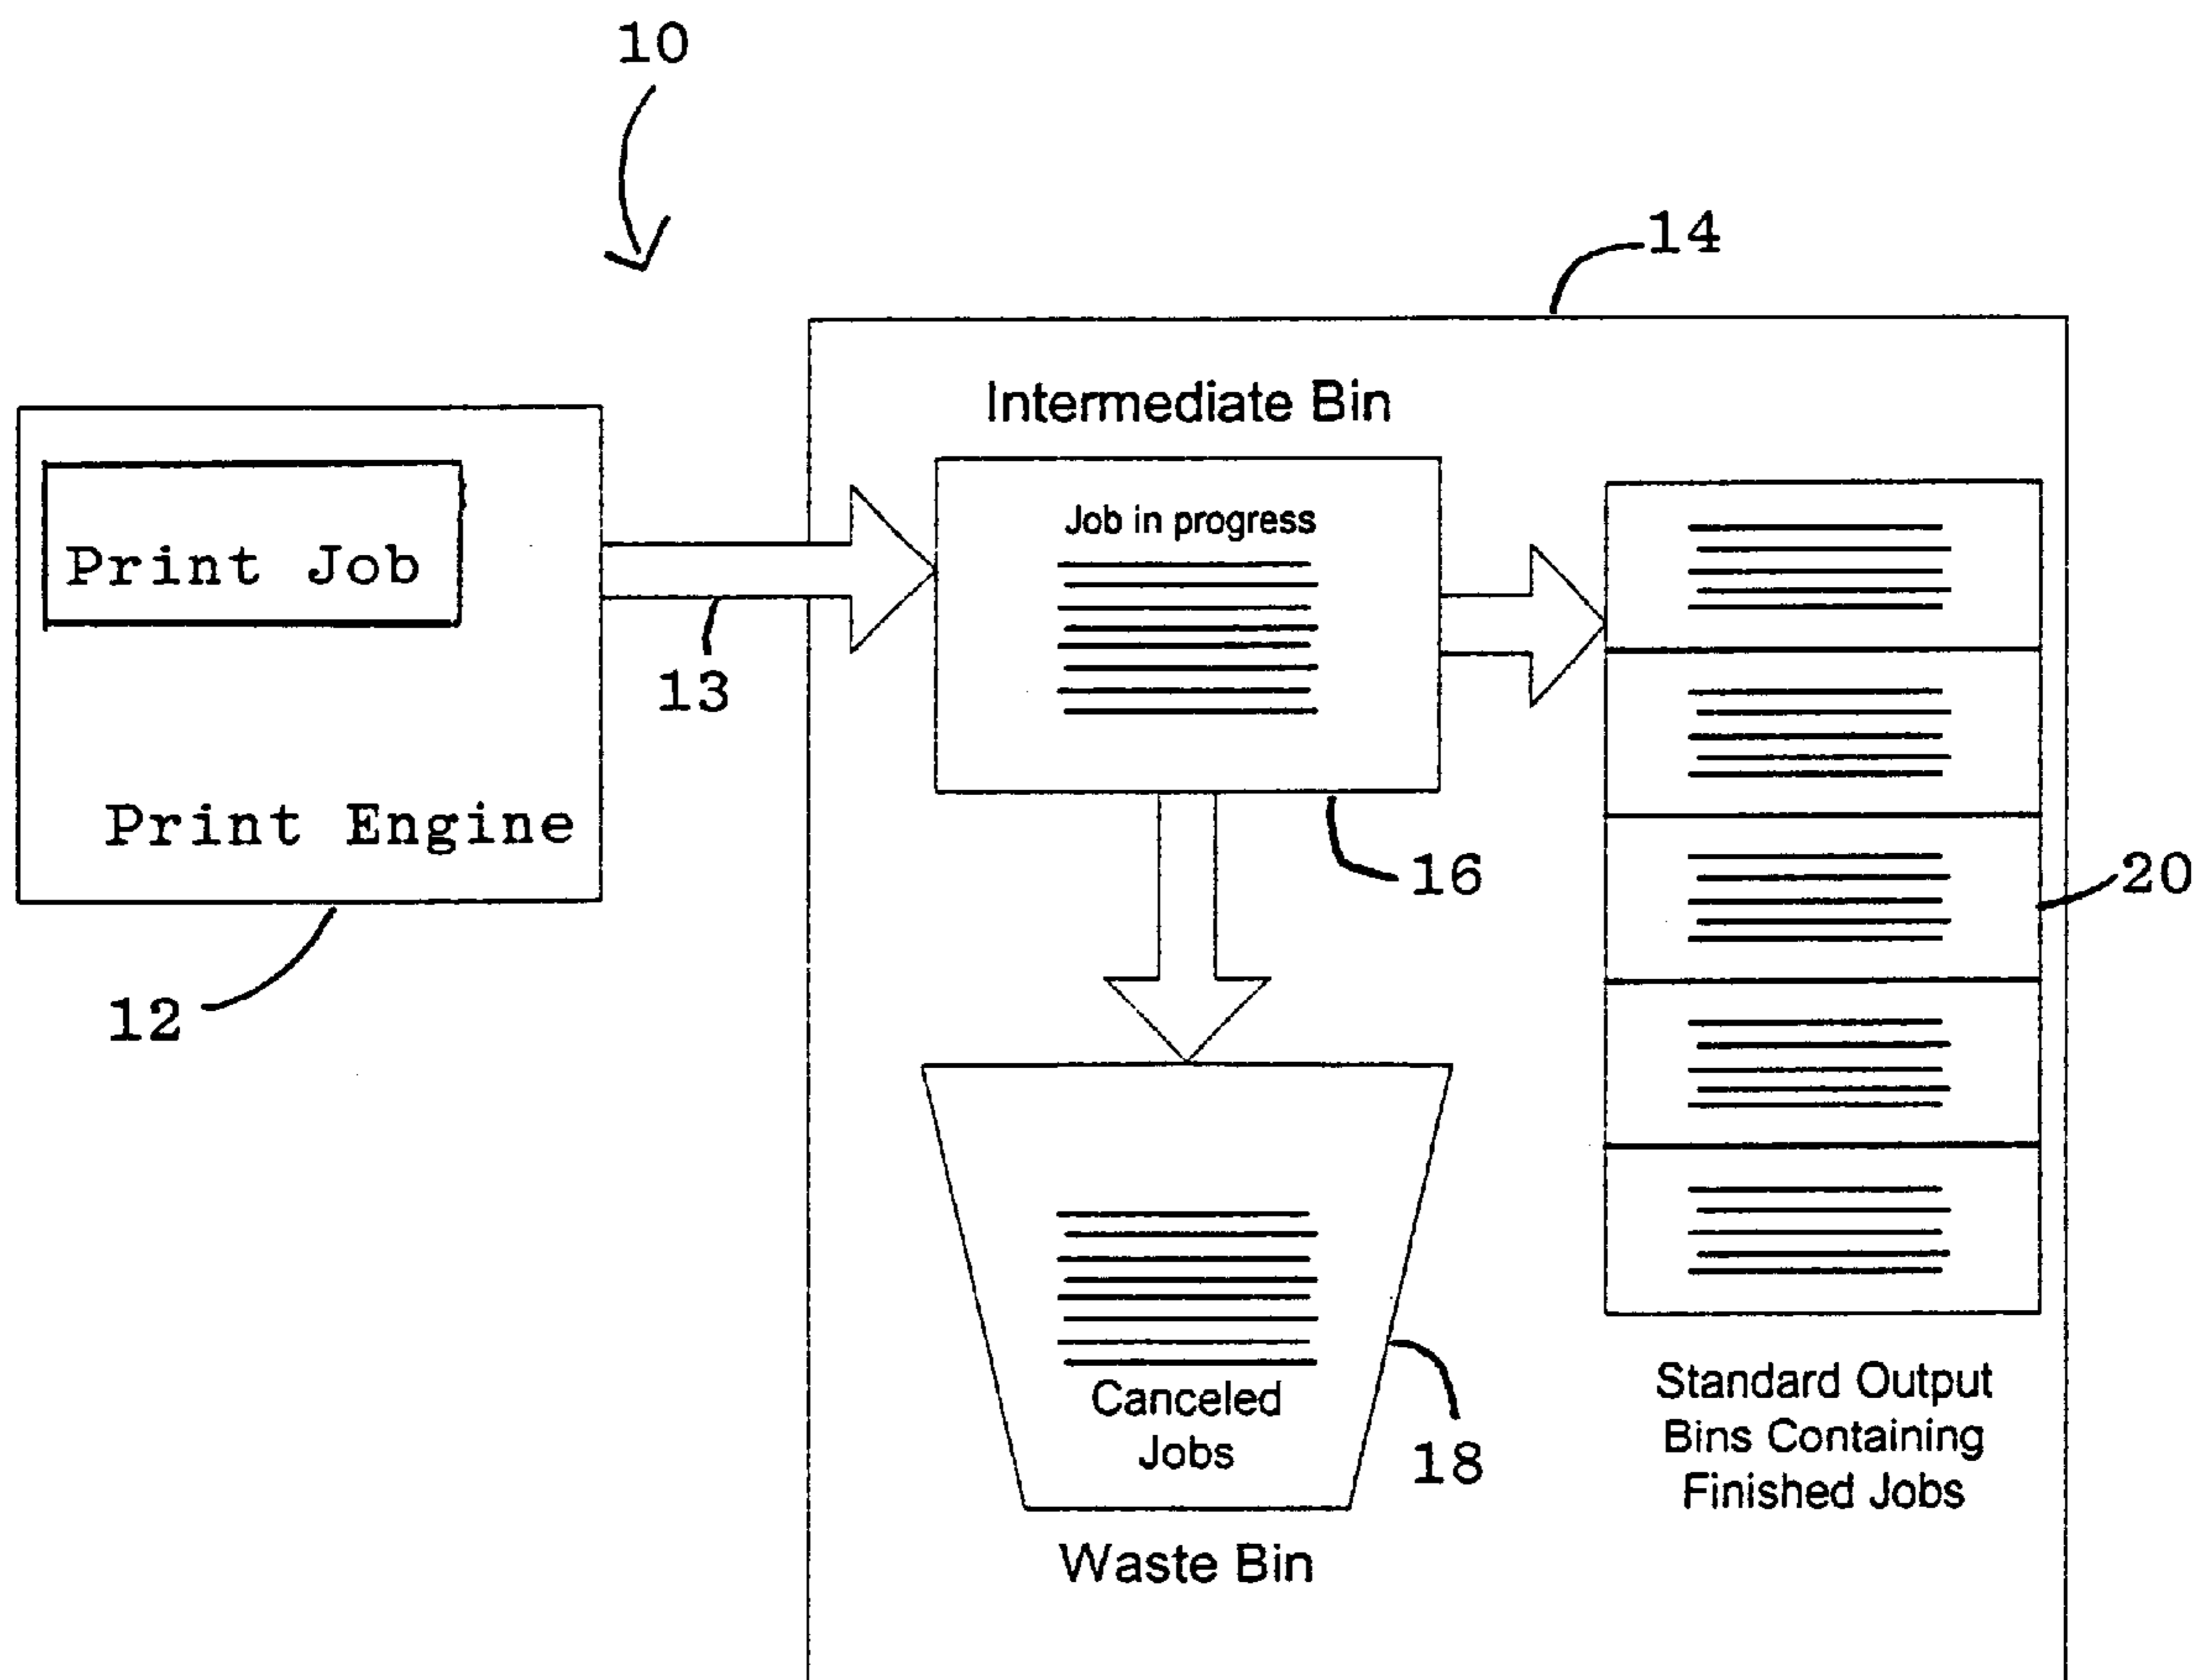 10
14
Intermediate Bin
Job in progress
Print Job
13
Print Engine
16
20
12
Canceled
Jobs
18
Waste Bin
Standard Output
Bins Containing
Finished Jobs